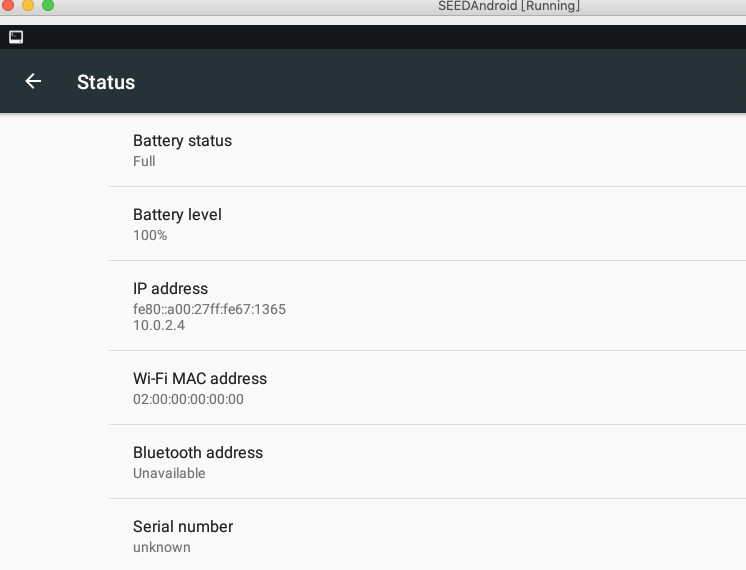 SEEDAndroid [Running]
Status
Battery status
Full
Battery level
100%
IP address
fe80::a00:27ff:fe67:1365
10.0.2.4
Wi-Fi MAC address
02:00:00:00:00:00
Bluetooth address
Unavailable
Serial number
unknown